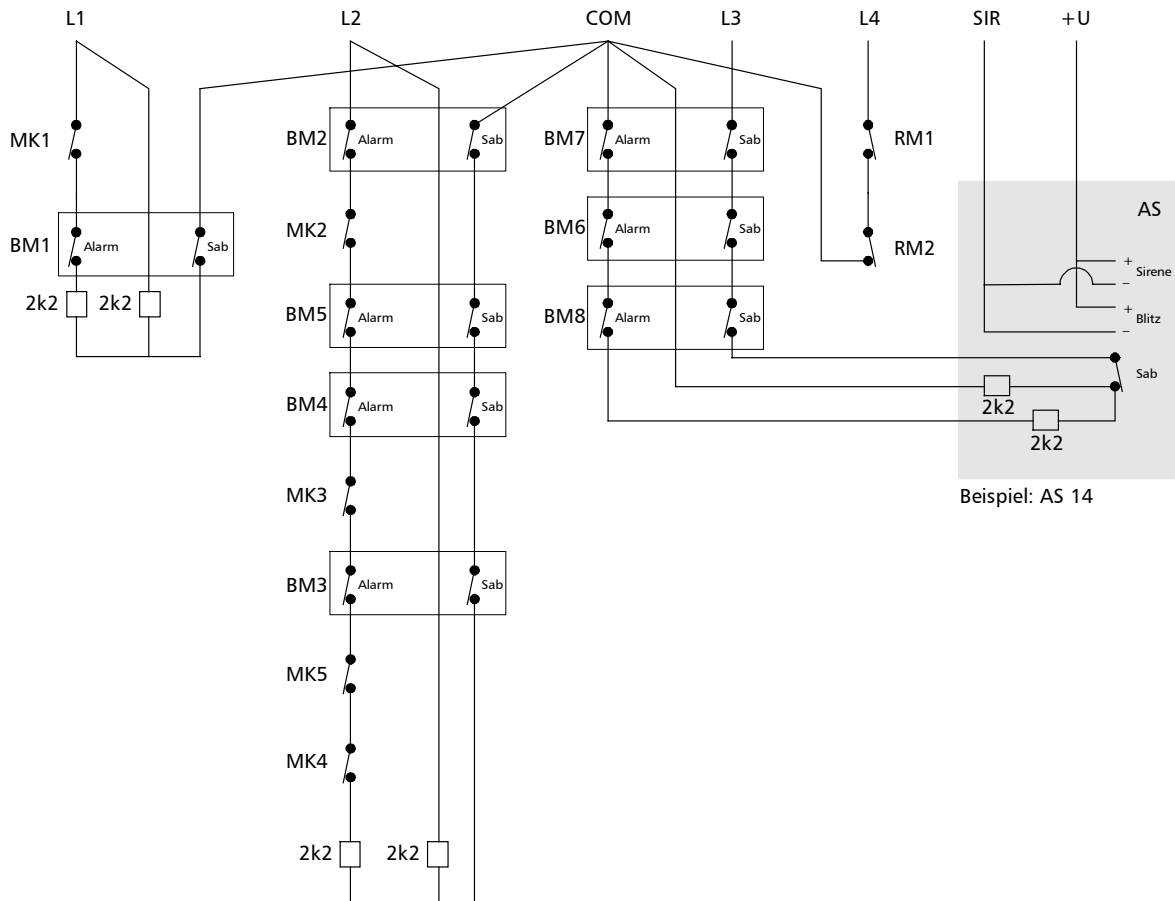 L1 L2 COM L3 L4 SIR +U
MK1
BM2 Alarm Sab
BM7 Alarm Sab
RM1
AS
BM1 Alarm Sab
MK2
BM6 Alarm Sab
RM2
+
Sirene
–
+
Blitz
–
2k2 2k2
BM5 Alarm Sab
BM8 Alarm Sab
Sab
2k2
2k2
BM4 Alarm Sab
MK3
Beispiel: AS 14
BM3 Alarm Sab
MK5
MK4
2k2 2k2